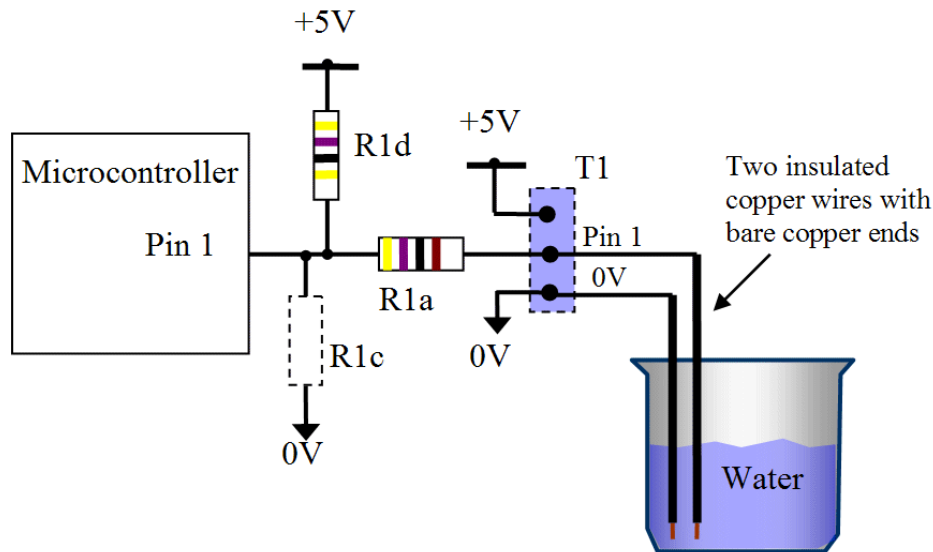 +5V
R1d
Microcontroller
Pin 1
+5V
T1
Two insulated
copper wires with
bare copper ends
Pin 1
0V
R1a
0V
R1c
0V
Water